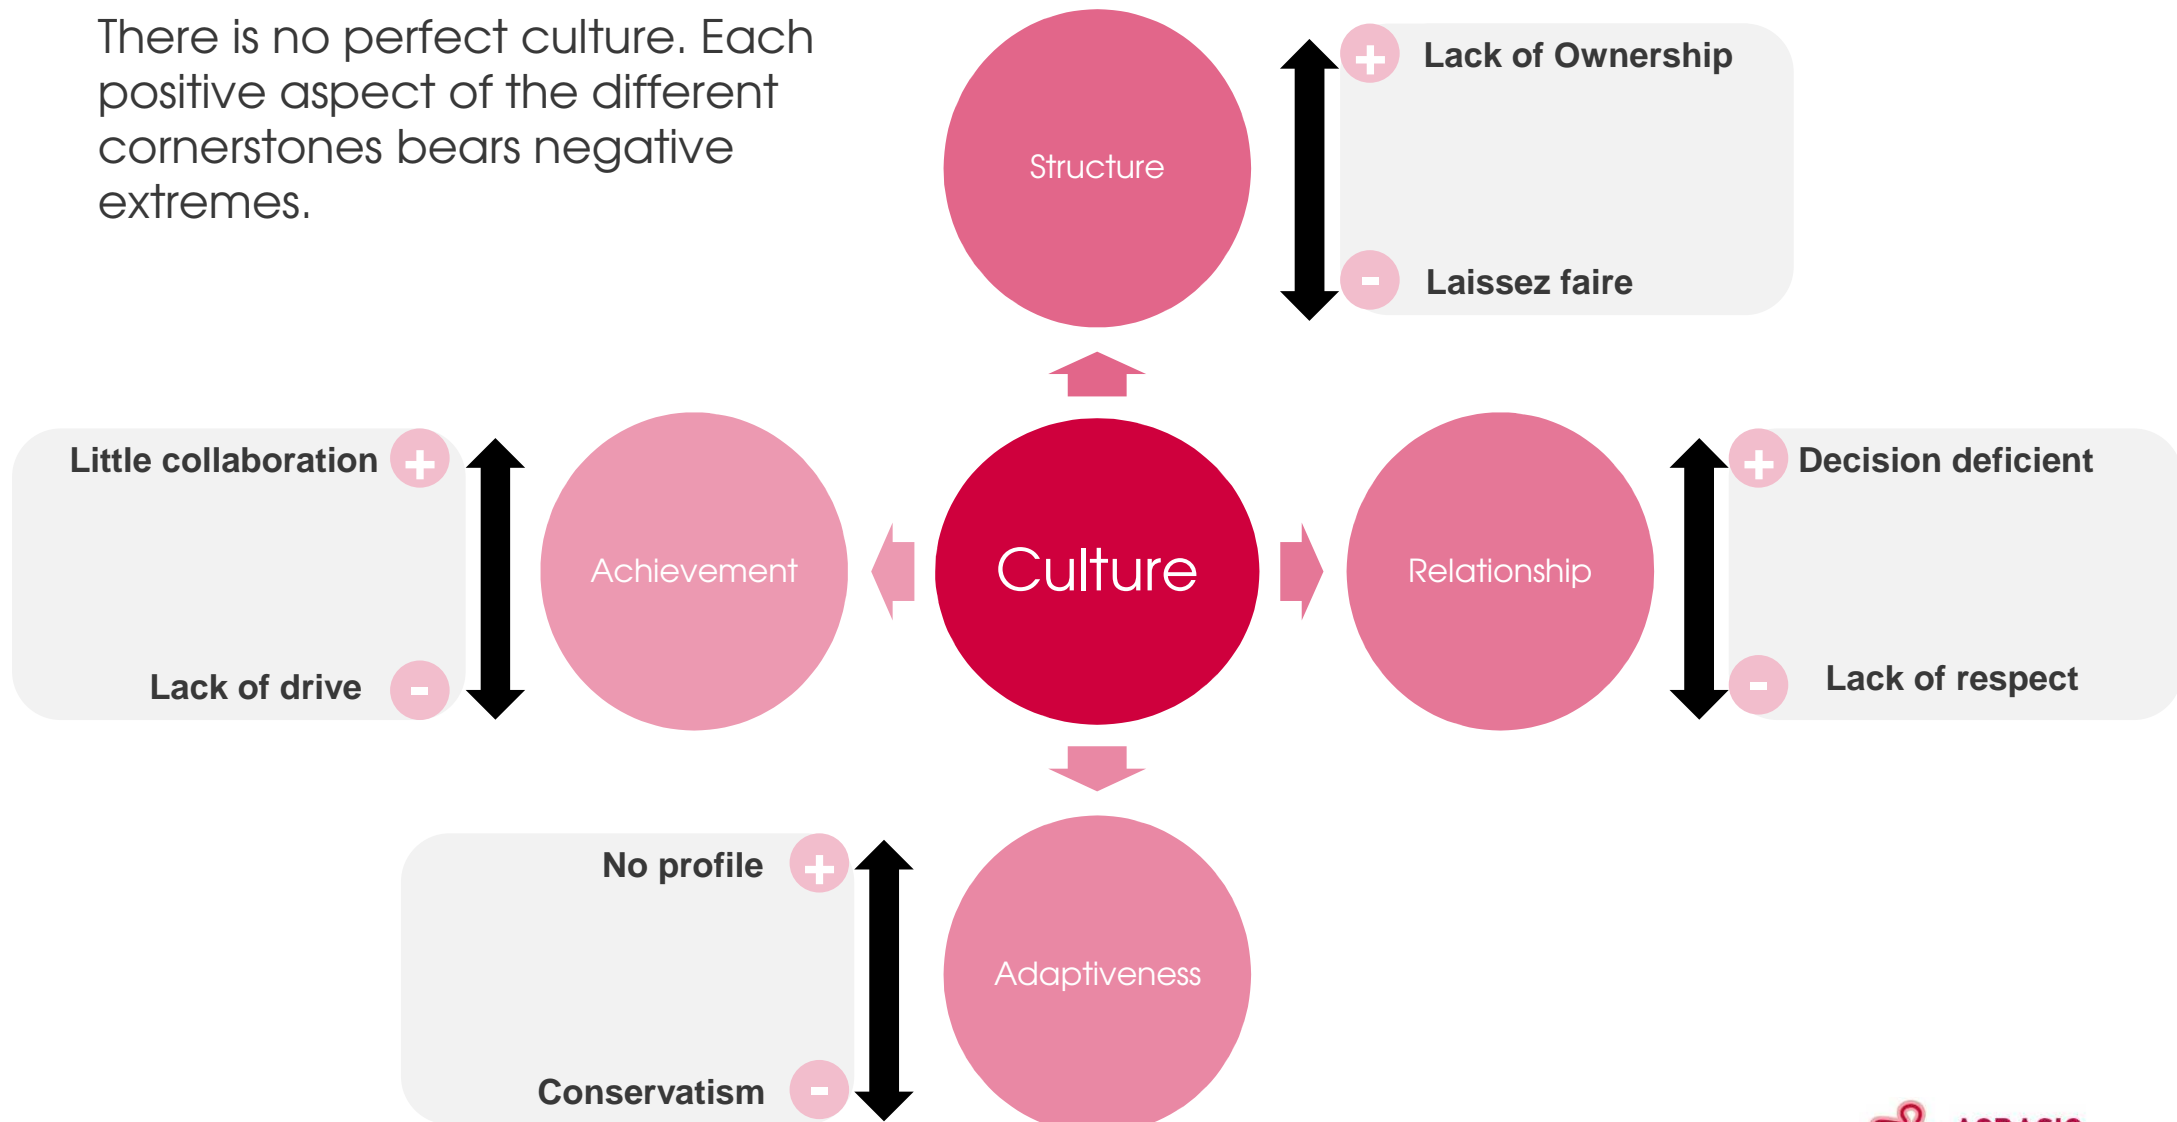 There is no perfect culture. Each
positive aspect of the different
cornerstones bears negative
extremes.
Structure
+ Lack of Ownership
- Laissez faire
Little collaboration +
Lack of drive -
Achievement
Culture
Relationship
+ Decision deficient
- Lack of respect
No profile +
Conservatism -
Adaptiveness